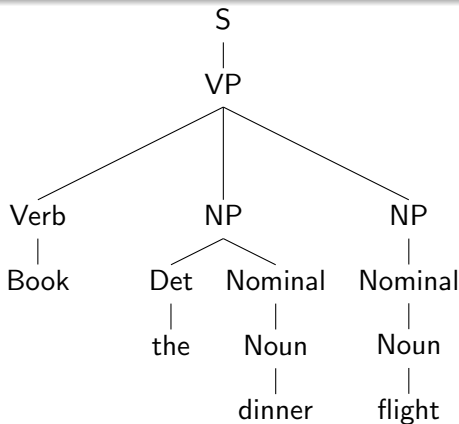 S
VP
Verb NP NP
Book Det Nominal Nominal
the Noun Noun
dinner flight